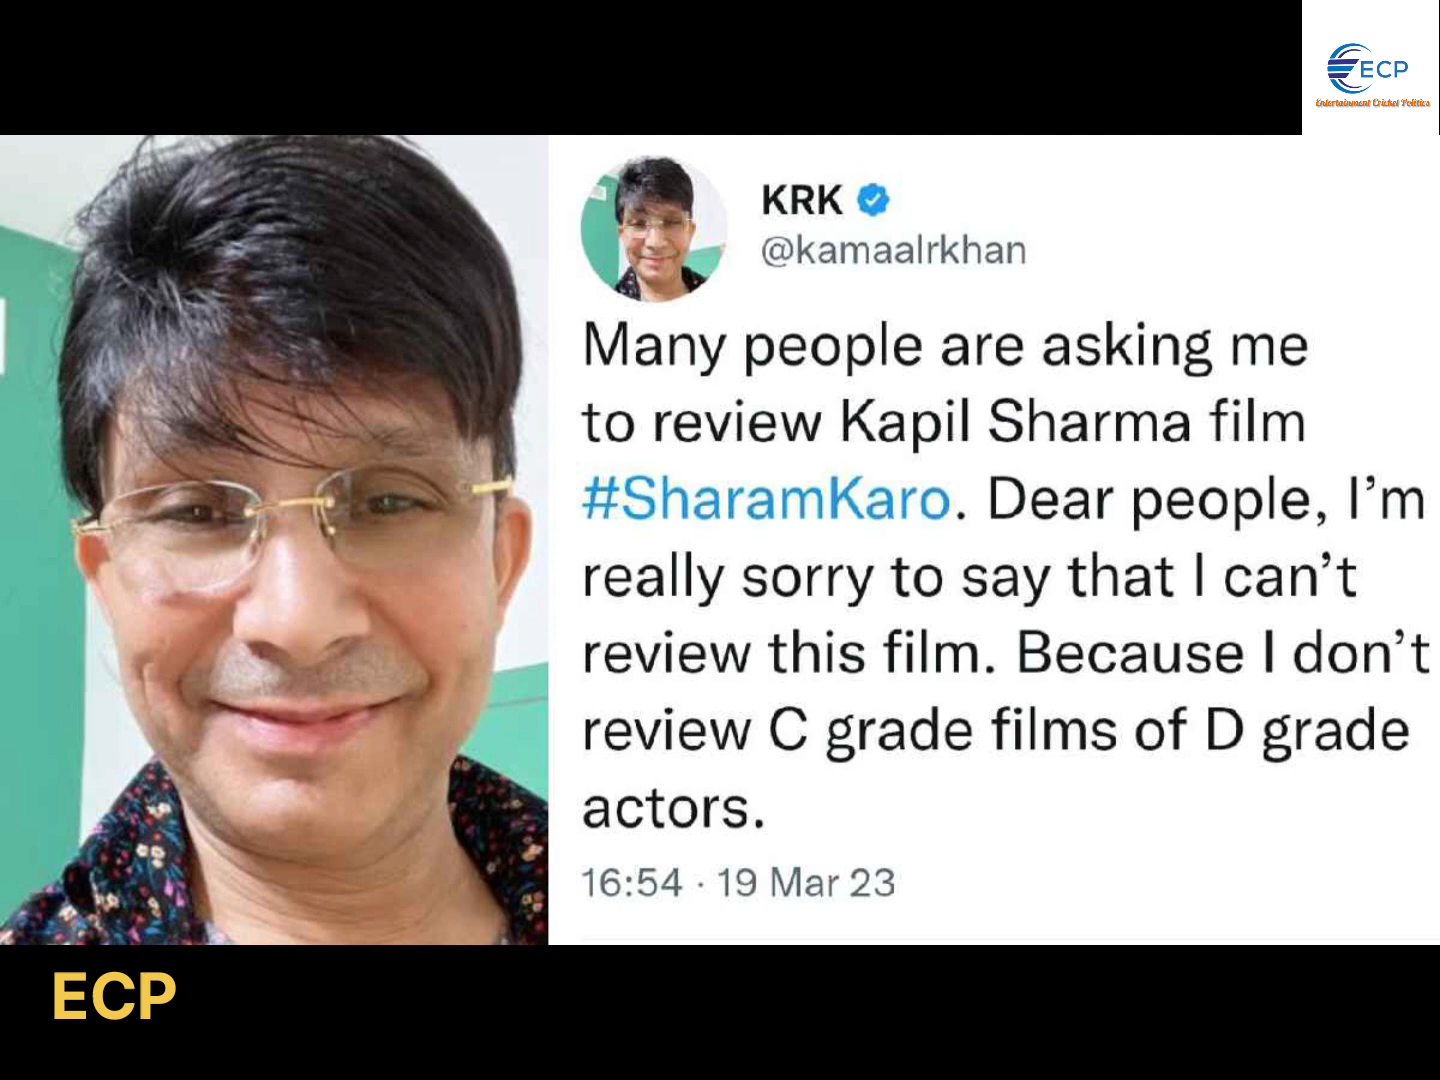 ECP
Entertainment Cricket Politics
KRK
@kamaalrkhan
Many people are asking me
to review Kapil Sharma film
#SharamKaro. Dear people, I’m
really sorry to say that I can’t
review this film. Because I don’t
review C grade films of D grade
actors.
16:54 · 19 Mar 23
ECP